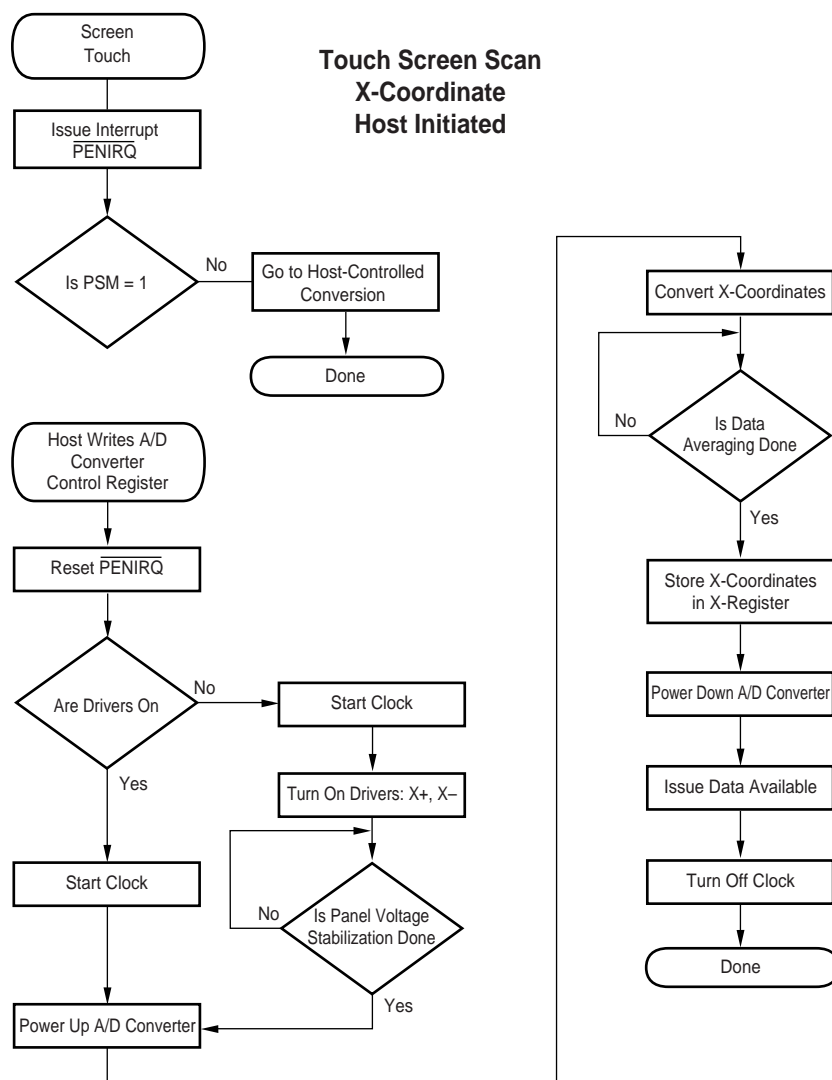 Screen
Touch
Touch Screen Scan
X-Coordinate
Host Initiated
Issue Interrupt
PENIRQ
Is PSM = 1
No
Go to Host-Controlled
Conversion
Done
Host Writes A/D
Converter
Control Register
Reset PENIRQ
Are Drivers On
No
Yes
Start Clock
Turn On Drivers: X+, X–
Start Clock
No
Is Panel Voltage
Stabilization Done
Yes
Power Up A/D Converter
Convert X-Coordinates
No
Is Data
Averaging Done
Yes
Store X-Coordinates
in X-Register
Power Down A/D Converter
Issue Data Available
Turn Off Clock
Done